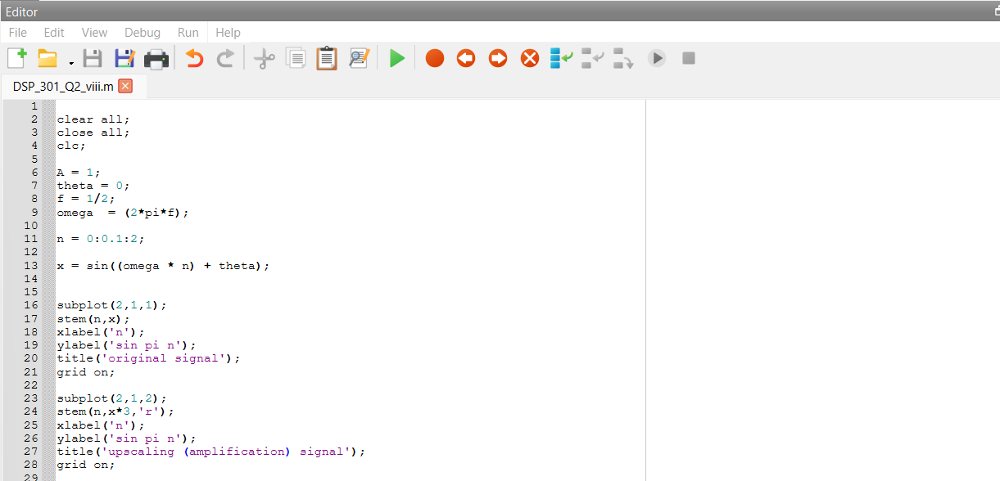 Editor
File Edit View Debug Run Help
DSP_301_Q2_viii.m
1
2 clear all;
3 close all;
4 clc;
5
6 A = 1;
7 theta = 0;
8 f = 1/2;
9 omega  = (2*pi*f);
10
11 n = 0:0.1:2;
12
13 x = sin((omega * n) + theta);
14
15
16 subplot(2,1,1);
17 stem(n,x);
18 xlabel('n');
19 ylabel('sin pi n');
20 title('original signal');
21 grid on;
22
23 subplot(2,1,2);
24 stem(n,x*3,'r');
25 xlabel('n');
26 ylabel('sin pi n');
27 title('upscaling (amplification) signal');
28 grid on;
29